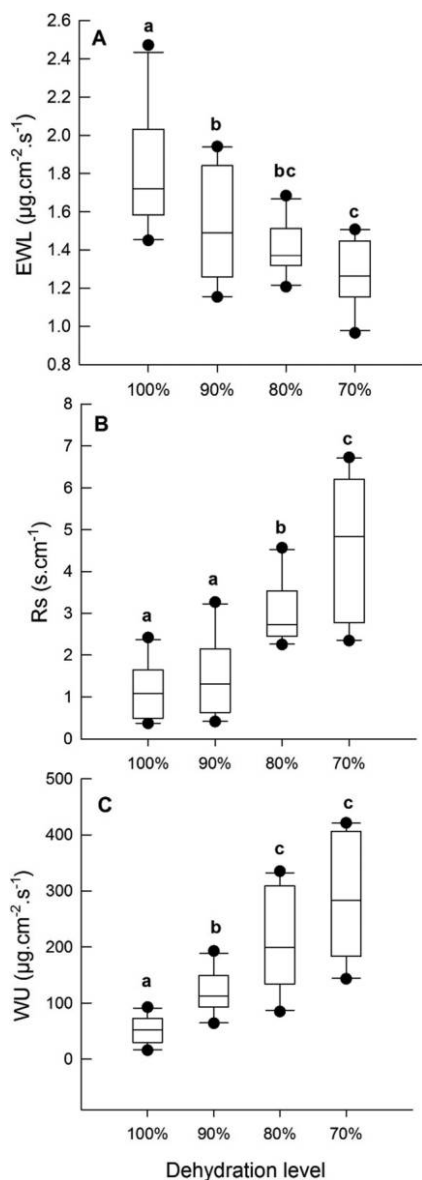 A
a
b
bc
c
EWL (µg.cm⁻².s⁻¹)
2.6
2.4
2.2
2.0
1.8
1.6
1.4
1.2
1.0
0.8
100% 90% 80% 70%
B
a
a
b
c
Rs (s.cm⁻¹)
8
7
6
5
4
3
2
1
0
100% 90% 80% 70%
C
a
b
c
c
WU (µg.cm⁻².s⁻¹)
500
400
300
200
100
0
100% 90% 80% 70%
Dehydration level